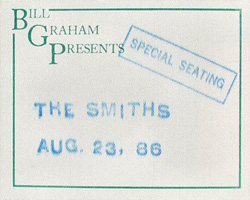 BILL
GRAHAM
PRESENTS
SPECIAL SEATING
THE SMITHS
AUG. 23, 86